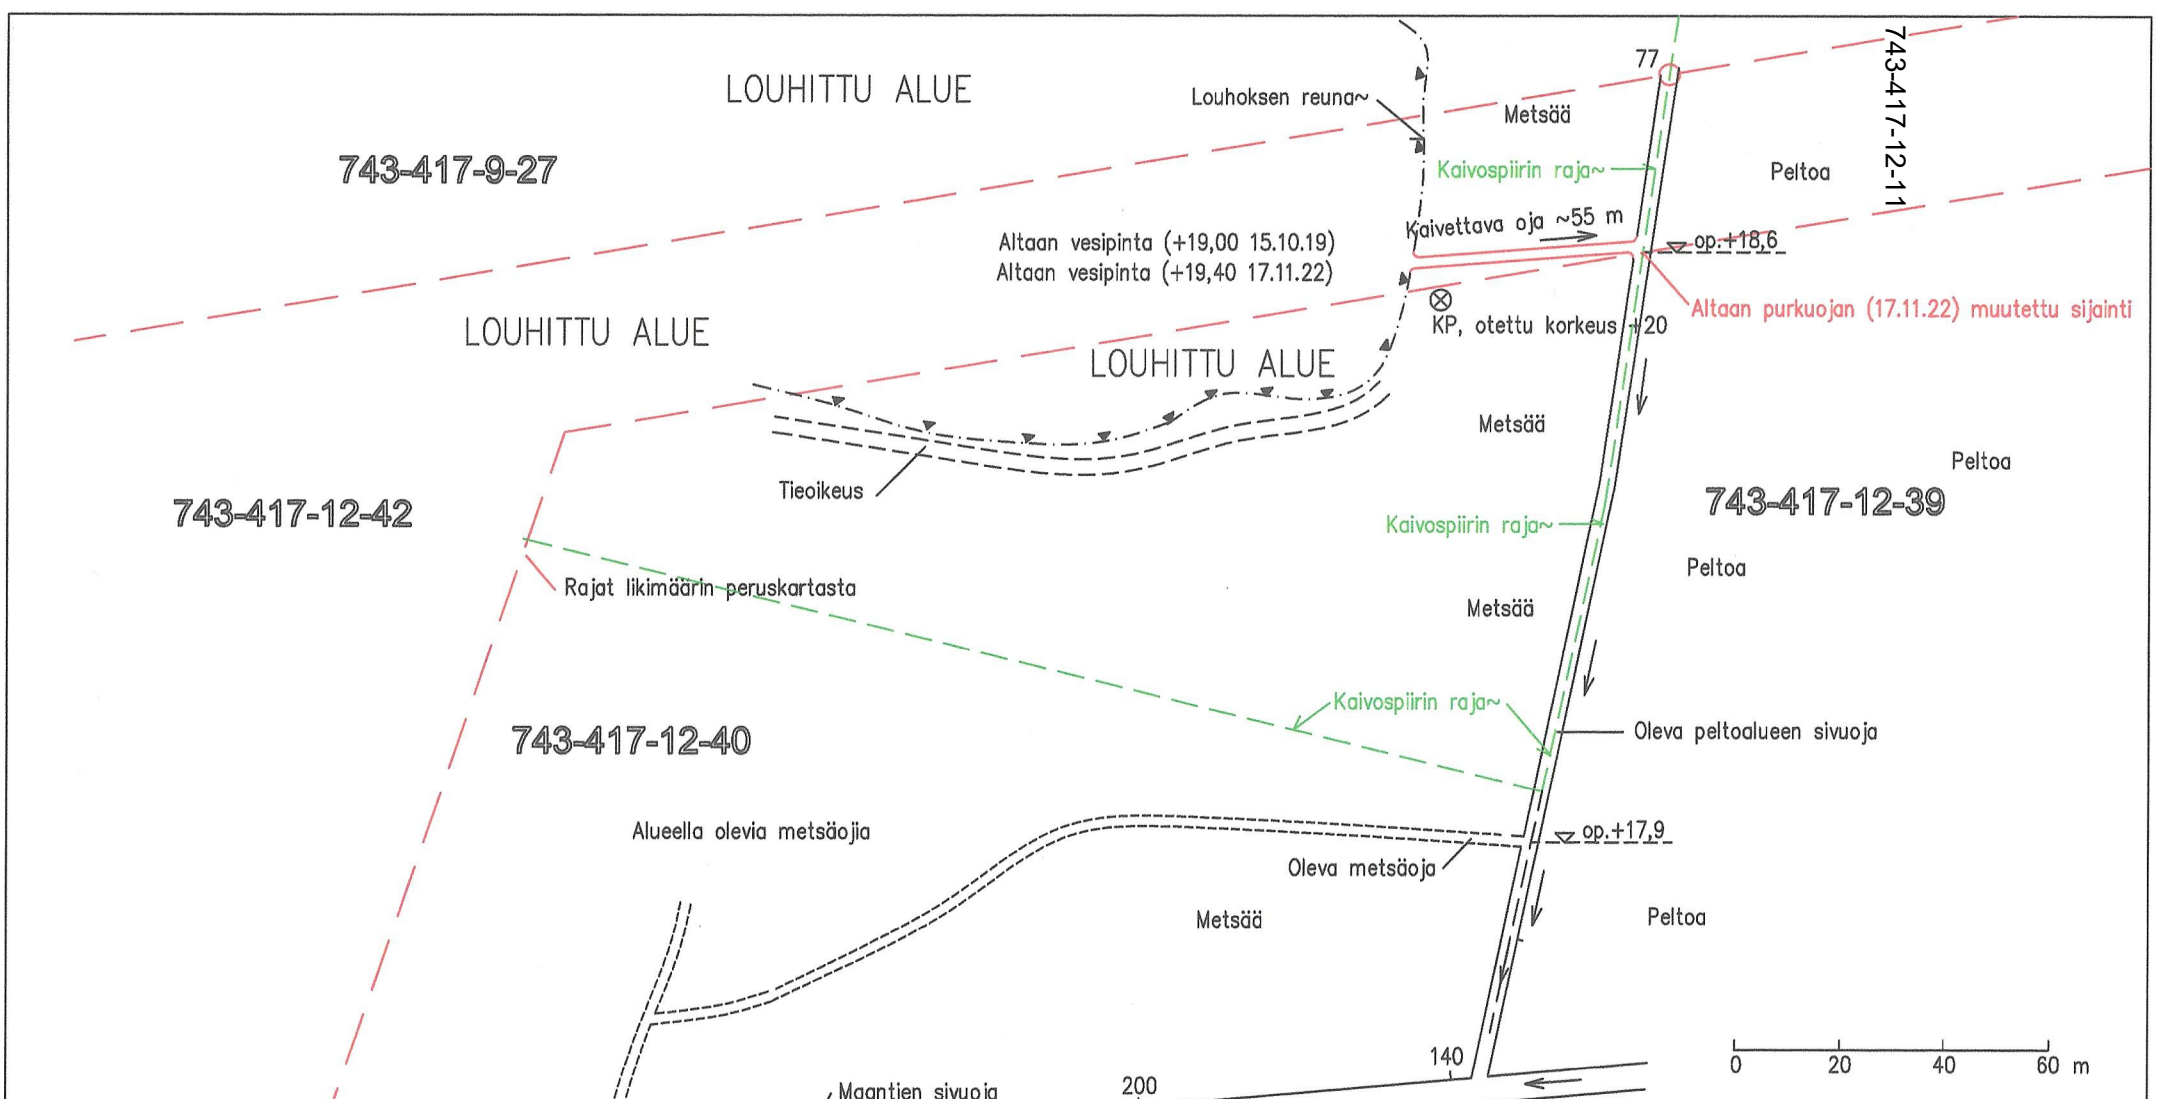 77
743-417-12-11
LOUHITTU ALUE
Louhoksen reuna~
Metsää
743-417-9-27
Kaivospiirin raja~
Peltoa
Kaivettava oja ~55 m
Altaan vesipinta (+19,00 15.10.19)
op.+18,6
Altaan vesipinta (+19,40 17.11.22)
Altaan purkuojan (17.11.22) muutettu sijainti
KP, otettu korkeus +20
LOUHITTU ALUE
LOUHITTU ALUE
Metsää
Peltoa
Tieoikeus
743-417-12-42
743-417-12-39
Kaivospiirin raja~
Peltoa
Rajat likimäärin peruskartasta
Metsää
Kaivospiirin raja~
Oleva peltoalueen sivuoja
743-417-12-40
Alueella olevia metsäojia
op.+17,9
Oleva metsäoja
Metsää
Peltoa
140
0 20 40 60 m
200
Maantien sivuoja